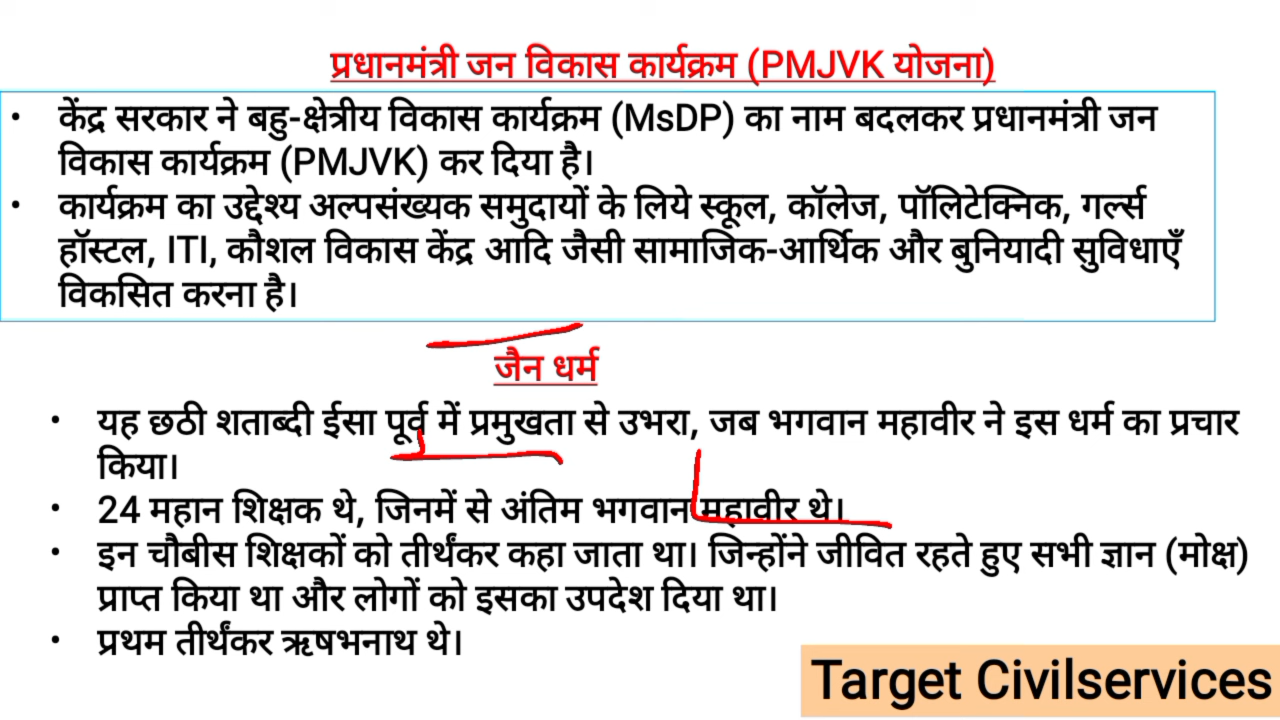 प्रधानमंत्री जन विकास कार्यक्रम (PMJVK योजना)
• केंद्र सरकार ने बहु-क्षेत्रीय विकास कार्यक्रम (MsDP) का नाम बदलकर प्रधानमंत्री जन
विकास कार्यक्रम (PMJVK) कर दिया है।
• कार्यक्रम का उद्देश्य अल्पसंख्यक समुदायों के लिये स्कूल, कॉलेज, पॉलिटेक्निक, गर्ल्स
हॉस्टल, ITI, कौशल विकास केंद्र आदि जैसी सामाजिक-आर्थिक और बुनियादी सुविधाएँ
विकसित करना है।
जैन धर्म
• यह छठी शताब्दी ईसा पूर्व में प्रमुखता से उभरा, जब भगवान महावीर ने इस धर्म का प्रचार
किया।
• 24 महान शिक्षक थे, जिनमें से अंतिम भगवान महावीर थे।
• इन चौबीस शिक्षकों को तीर्थंकर कहा जाता था। जिन्होंने जीवित रहते हुए सभी ज्ञान (मोक्ष)
प्राप्त किया था और लोगों को इसका उपदेश दिया था।
• प्रथम तीर्थंकर ऋषभनाथ थे।
Target Civilservices